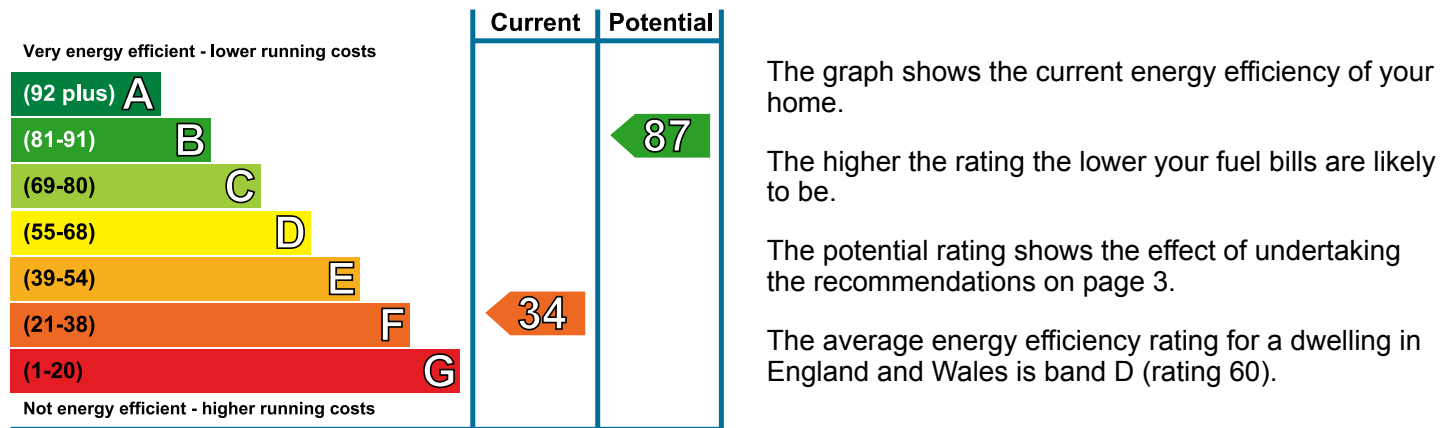 Current Potential
Very energy efficient - lower running costs
(92 plus) A
(81-91) B
87
(69-80) C
(55-68) D
(39-54) E
(21-38) F
34
(1-20) G
Not energy efficient - higher running costs
The graph shows the current energy efficiency of your
home.
The higher the rating the lower your fuel bills are likely
to be.
The potential rating shows the effect of undertaking
the recommendations on page 3.
The average energy efficiency rating for a dwelling in
England and Wales is band D (rating 60).